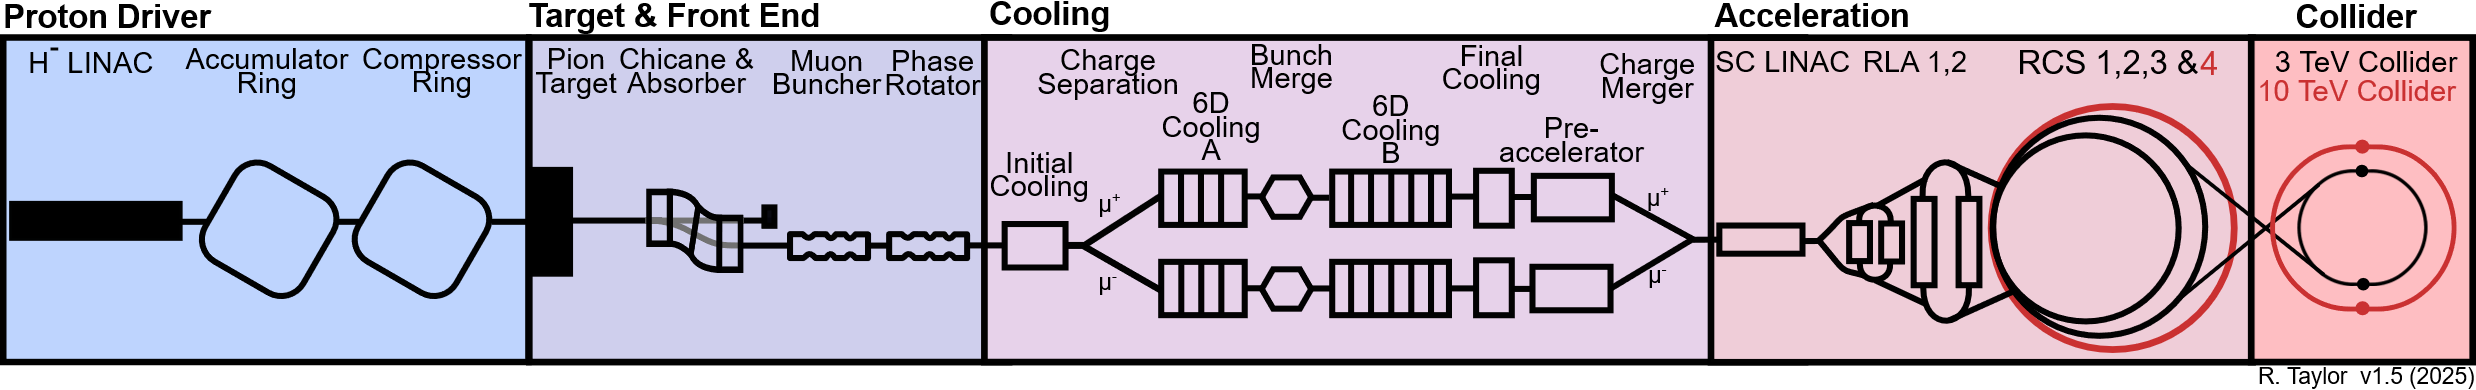 Proton Driver
H⁻ LINAC
Accumulator
Ring
Compressor
Ring
Target & Front End
Pion
Target
Chicane &
Absorber
Muon
Buncher
Phase
Rotator
Cooling
Initial
Cooling
Charge
Separation
μ⁺
μ⁻
6D
Cooling
A
Bunch
Merge
6D
Cooling
B
Final
Cooling
Pre-
accelerator
Charge
Merger
μ⁺
μ⁻
Acceleration
SC LINAC
RLA 1,2
RCS 1,2,3 &4
Collider
3 TeV Collider
10 TeV Collider
R. Taylor v1.5 (2025)